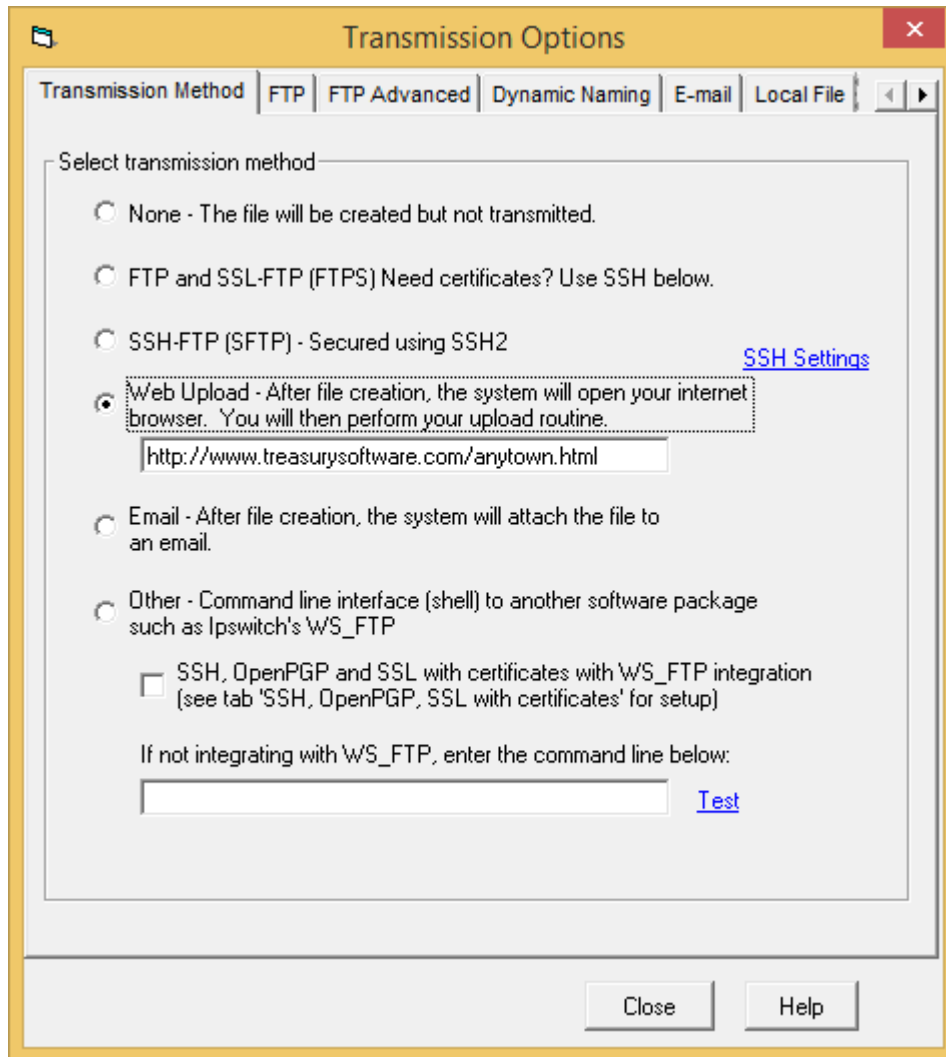 Transmission Options
Transmission Method FTP FTP Advanced Dynamic Naming E-mail Local File
Select transmission method
None - The file will be created but not transmitted.
FTP and SSL-FTP (FTPS) Need certificates? Use SSH below.
SSH-FTP (SFTP) - Secured using SSH2
SSH Settings
Web Upload - After file creation, the system will open your internet
browser.  You will then perform your upload routine.
http://www.treasurysoftware.com/anytown.html
Email - After file creation, the system will attach the file to
an email.
Other - Command line interface (shell) to another software package
such as Ipswitch's WS_FTP
SSH, OpenPGP and SSL with certificates with WS_FTP integration
(see tab 'SSH, OpenPGP, SSL with certificates' for setup)
If not integrating with WS_FTP, enter the command line below:
Test
Close Help